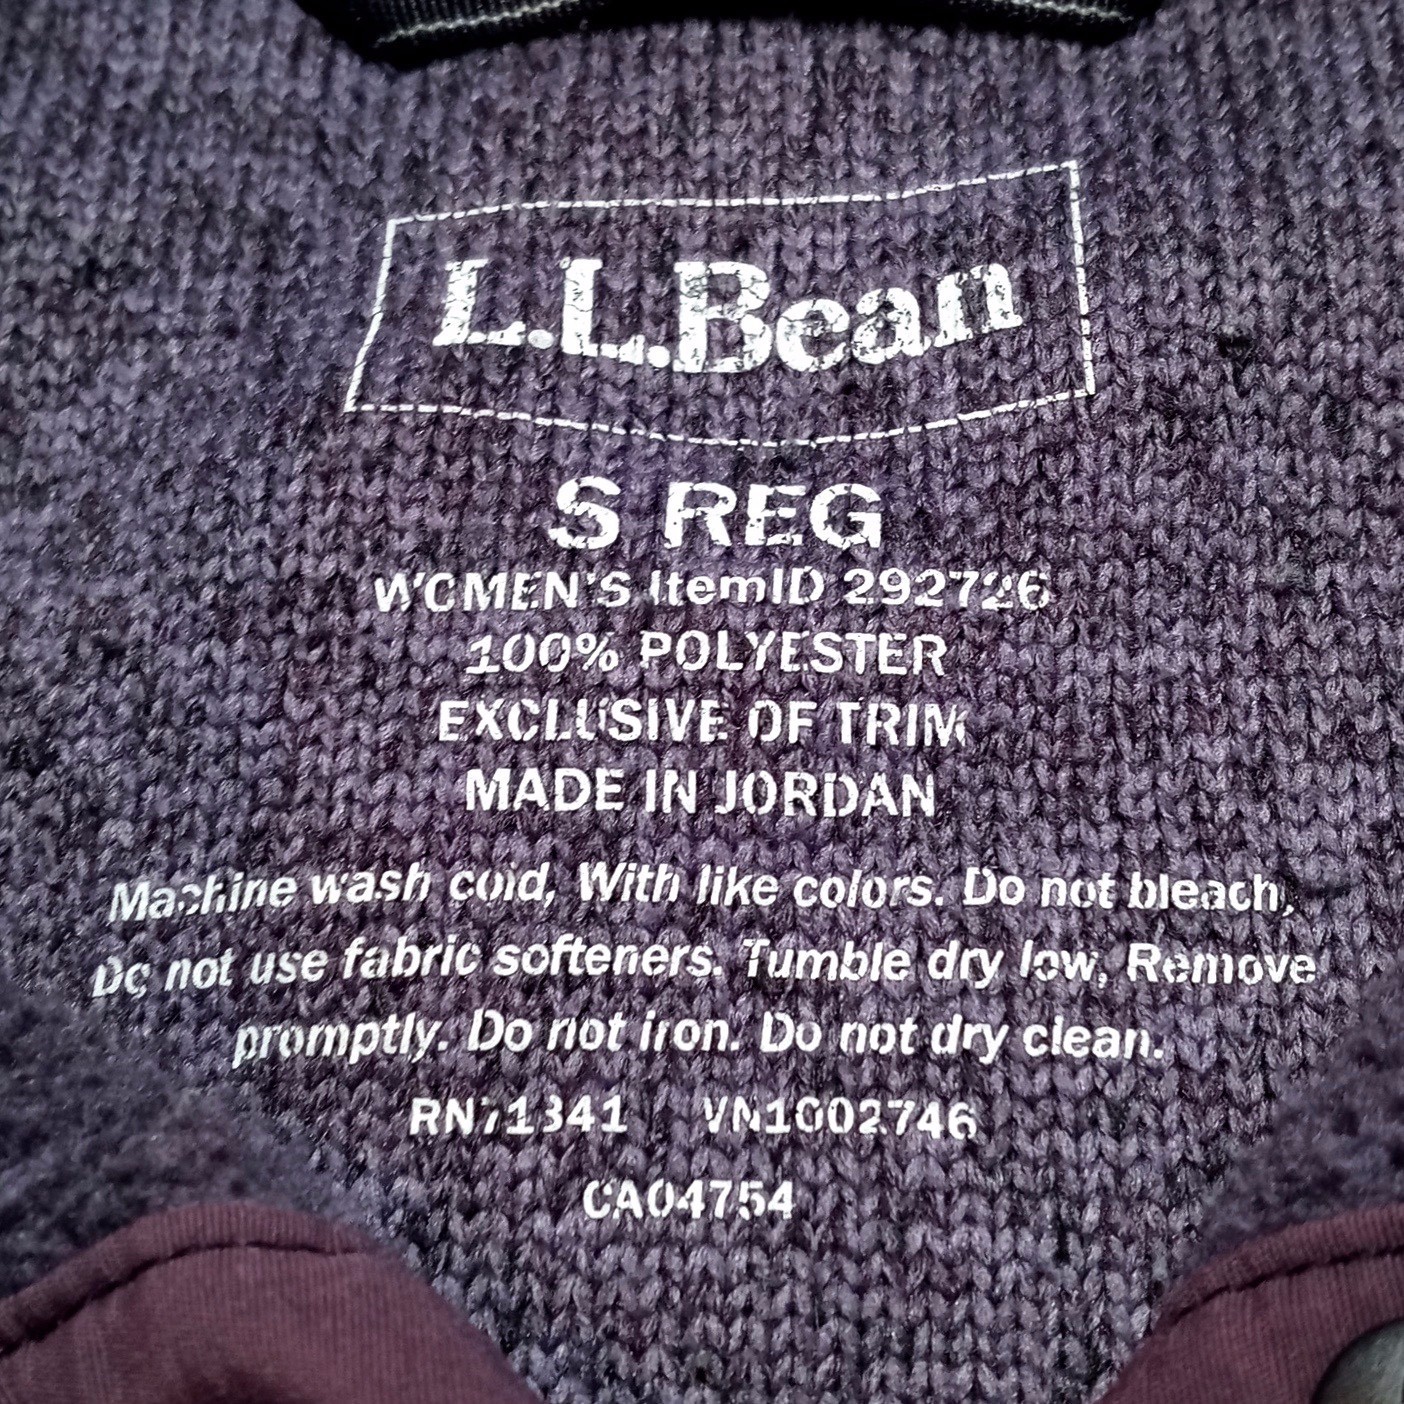 L.L.Bean
S REG
WOMEN'S ItemID 292726
100% POLYESTER
EXCLUSIVE OF TRIM
MADE IN JORDAN
Machine wash cold, With like colors. Do not bleach,
Do not use fabric softeners. Tumble dry low, Remove
promptly. Do not iron. Do not dry clean.
RN71341 VN1002746
CA04754